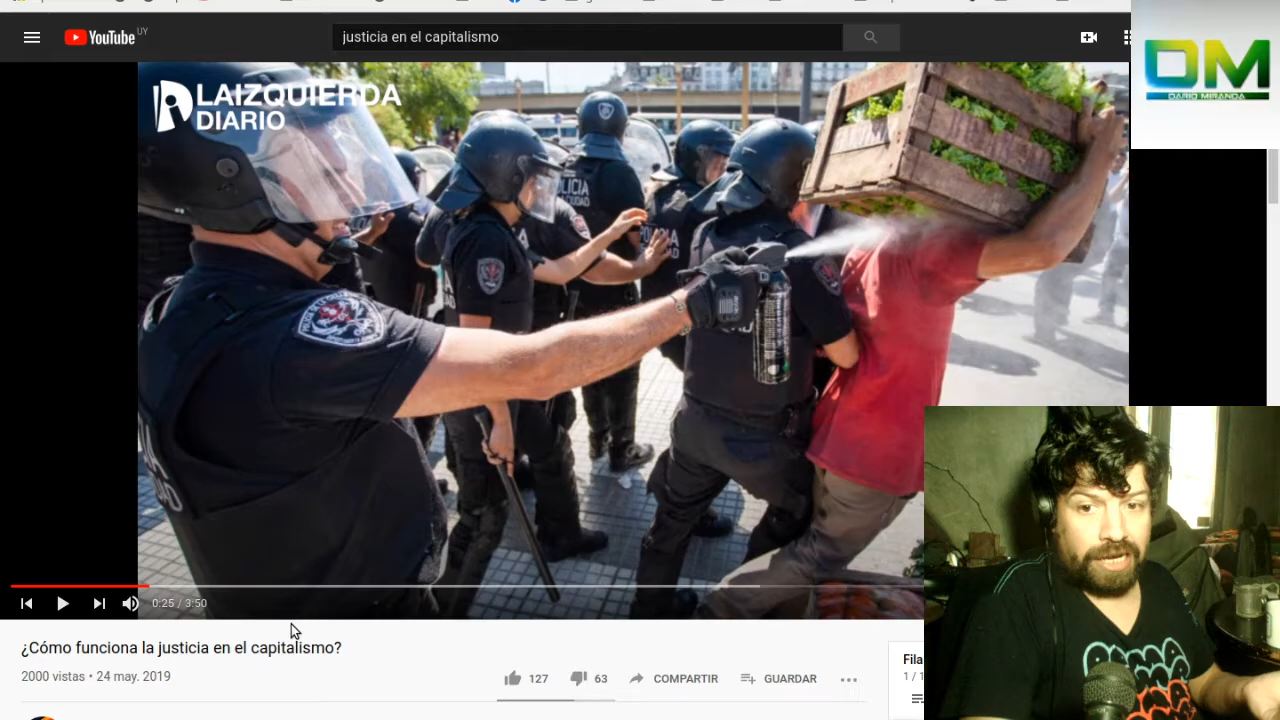 YouTube UY
justicia en el capitalismo
DM
DARIO MIRANDA
LAIZQUIERDA
DIARIO
POLICIA
0:25 / 3:50
¿Cómo funciona la justicia en el capitalismo?
2000 vistas • 24 may. 2019
127
63
COMPARTIR
GUARDAR
Fila
1 / 1